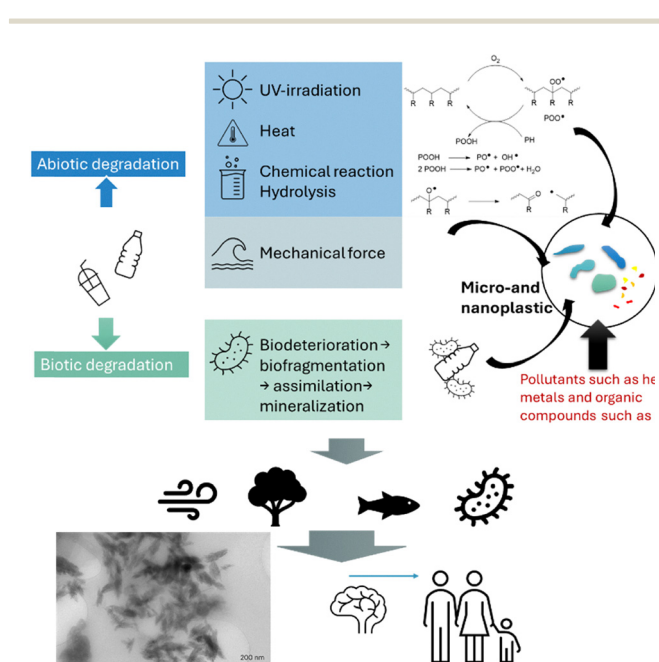 UV-irradiation
Heat
Chemical reaction
Hydrolysis
Mechanical force
Abiotic degradation
Biotic degradation
Biodeterioration →
biofragmentation
→ assimilation→
mineralization
O₂
R R R
OO•
R R R
POO•
POOH PH
POOH → PO• + OH•
2 POOH → PO• + POO• + H₂O
O•
R R
O
R
•
R
Micro-and
nanoplastic
Pollutants such as
metals and organic
compounds such as
200 nm